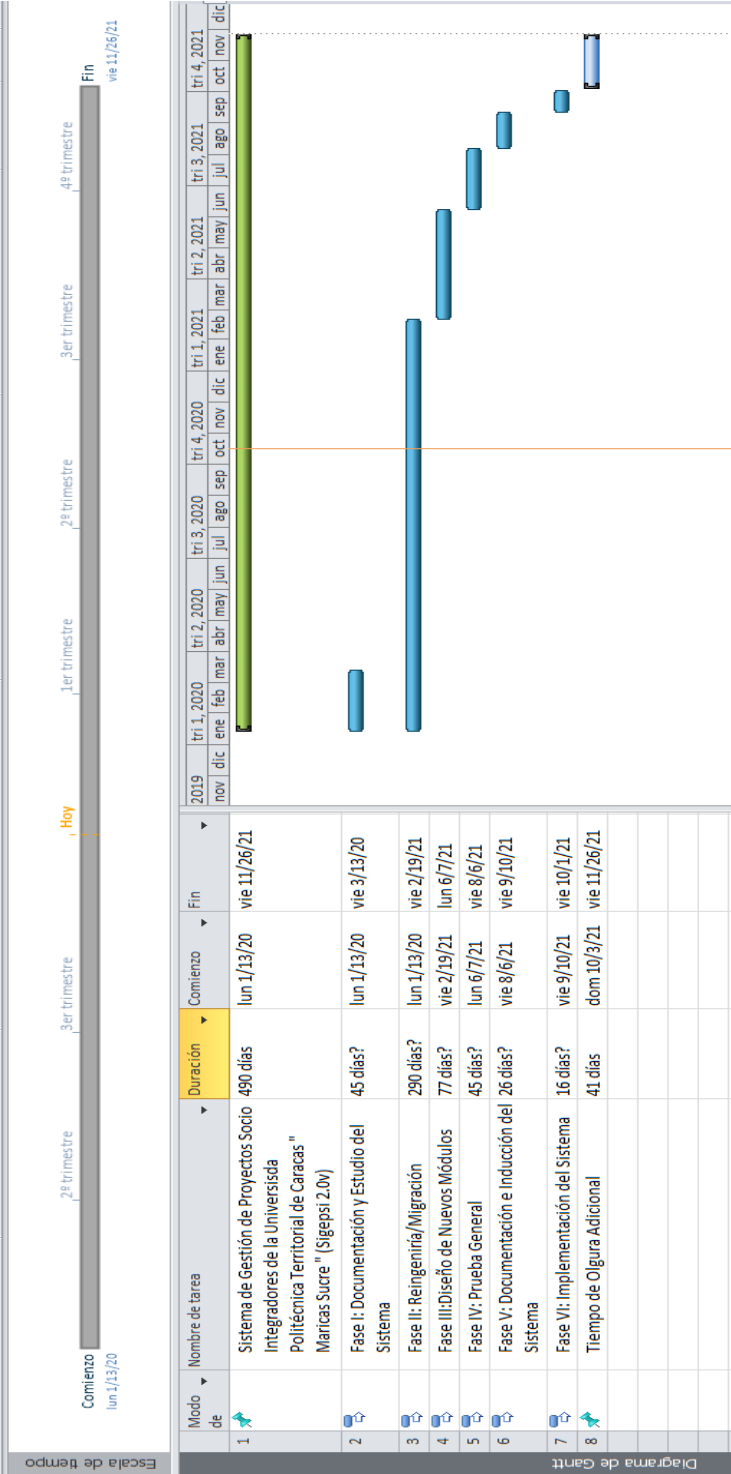 Escala de tiempo
Comienzo
lun 1/13/20
2º trimestre
3er trimestre
Hoy
1er trimestre
2º trimestre
3er trimestre
4º trimestre
Fin
vie 11/26/21
Diagrama de Gantt
Modo de
Nombre de tarea
Duración
Comienzo
Fin
2019
tri 1, 2020
tri 2, 2020
tri 3, 2020
tri 4, 2020
tri 1, 2021
tri 2, 2021
tri 3, 2021
tri 4, 2021
nov dic ene feb mar abr may jun jul ago sep oct nov dic ene feb mar abr may jun jul ago sep oct nov dic
1 Sistema de Gestión de Proyectos Socio 490 días lun 1/13/20 vie 11/26/21
Integradores de la Universisda
Politécnica Territorial de Caracas "
Maricas Sucre " (Sigepsi 2.0v)
2 Fase I: Documentación y Estudio del 45 días? lun 1/13/20 vie 3/13/20
Sistema
3 Fase II: Reingeniría/Migración 290 días? lun 1/13/20 vie 2/19/21
4 Fase III:Diseño de Nuevos Módulos 77 días? vie 2/19/21 lun 6/7/21
5 Fase IV: Prueba General 45 días? lun 6/7/21 vie 8/6/21
6 Fase V: Documentación e Inducción del 26 días? vie 8/6/21 vie 9/10/21
Sistema
7 Fase VI: Implementación del Sistema 16 días? vie 9/10/21 vie 10/1/21
8 Tiempo de Olgura Adicional 41 días dom 10/3/21 vie 11/26/21